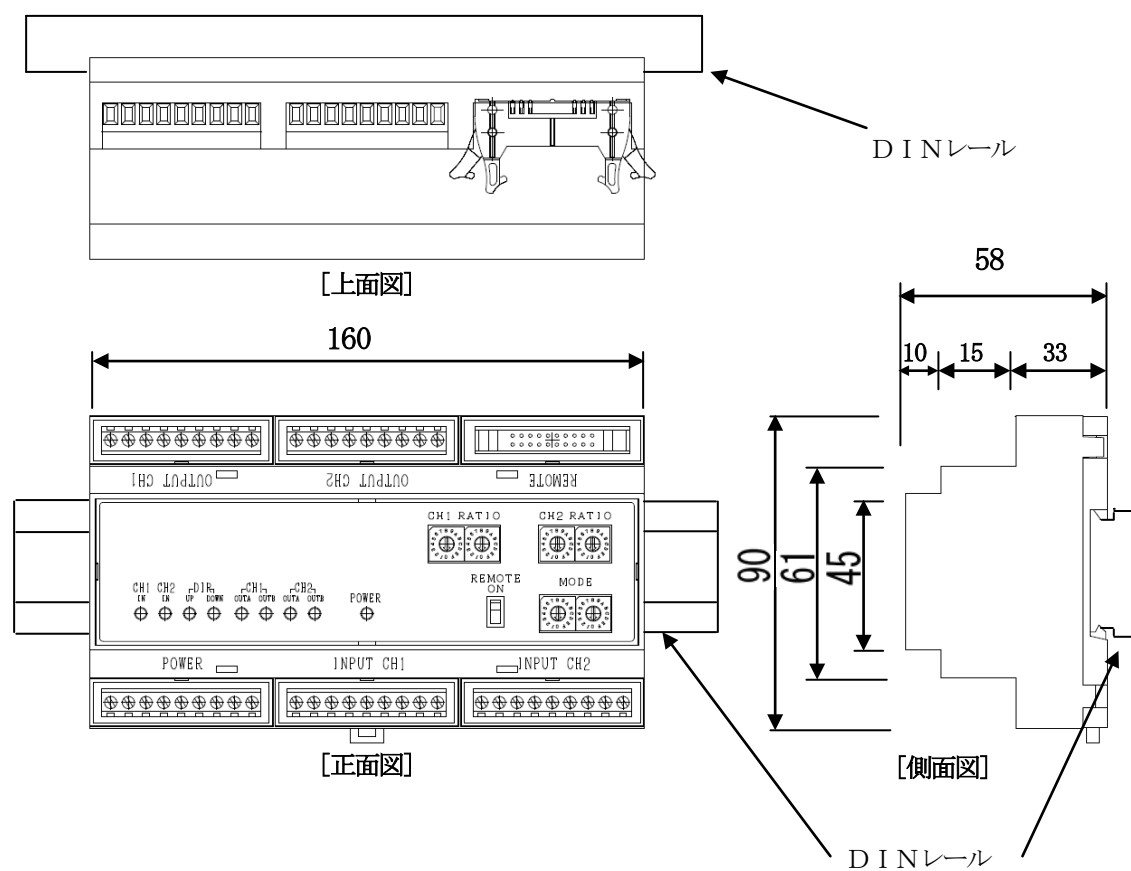 DINレール
[上面図]
58
160
10 15 33
OUTPUT CH1
OUTPUT CH2
REMOTE
CH1 RATIO
CH2 RATIO
REMOTE
ON
MODE
CH1 CH2 DIR CH1 CH2
IN IN UP DOWN OUTA OUTB OUTA OUTB
POWER
90
61
45
POWER
INPUT CH1
INPUT CH2
[正面図]
[側面図]
DINレール